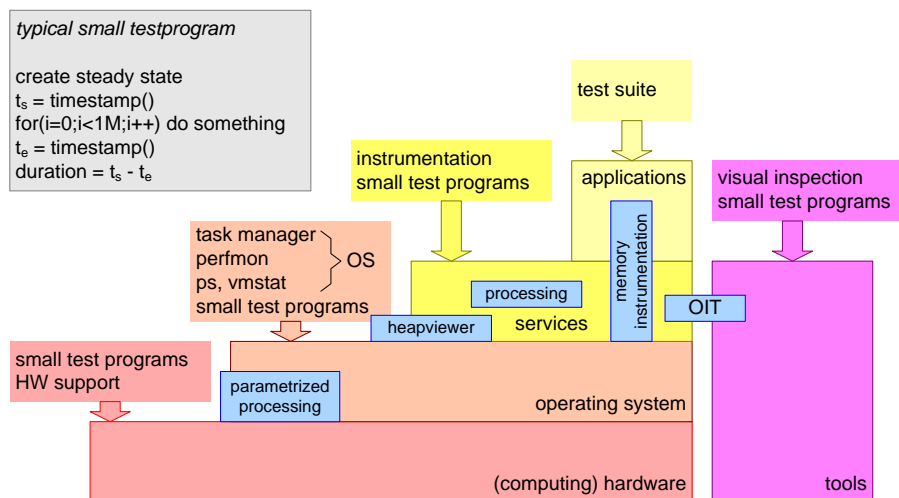 typical small testprogram
create steady state
tₛ = timestamp()
for(i=0;i<1M;i++) do something
tₑ = timestamp()
duration = tₛ - tₑ
test suite
instrumentation
small test programs
applications
visual inspection
small test programs
task manager
perfmon
ps, vmstat
OS
small test programs
processing
memory
instrumentation
OIT
heapviewer
services
small test programs
HW support
parametrized
processing
operating system
(computing) hardware
tools